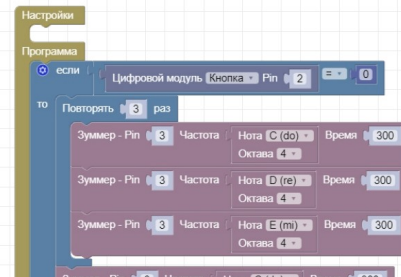 Настройки
Программа
если Цифровой модуль Кнопка Pin 2 = 0
то Повторять 3 раз
Зуммер - Pin 3 Частота Нота C (do) Время 300
Октава 4
Зуммер - Pin 3 Частота Нота D (re) Время 300
Октава 4
Зуммер - Pin 3 Частота Нота E (mi) Время 300
Октава 4